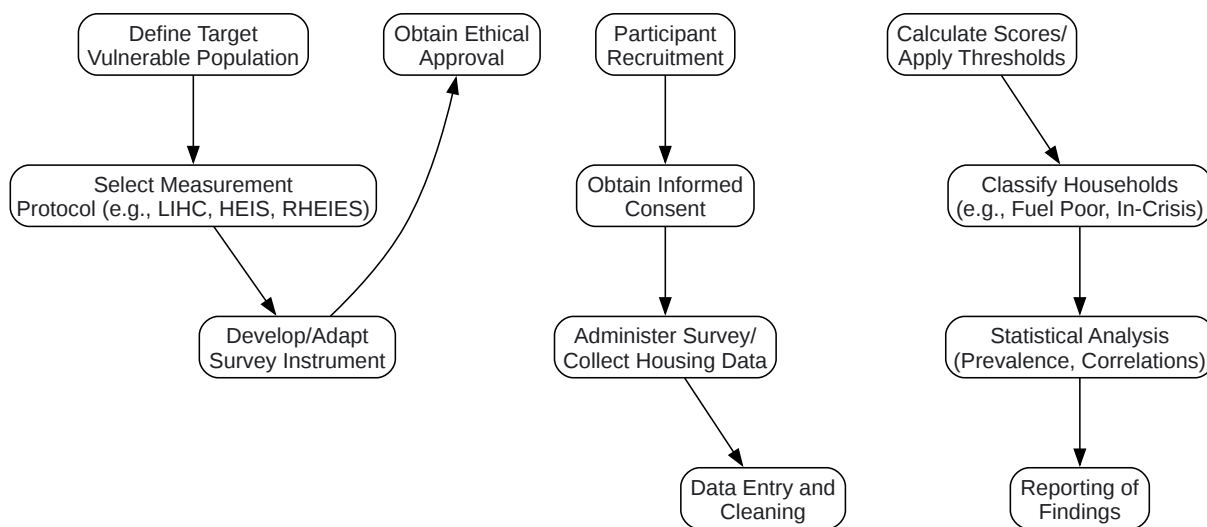 Define Target
Vulnerable Population
Select Measurement
Protocol (e.g., LIHC, HEIS, RHEIES)
Develop/Adapt
Survey Instrument
Obtain Ethical
Approval
Participant
Recruitment
Obtain Informed
Consent
Administer Survey/
Collect Housing Data
Data Entry and
Cleaning
Calculate Scores/
Apply Thresholds
Classify Households
(e.g., Fuel Poor, In-Crisis)
Statistical Analysis
(Prevalence, Correlations)
Reporting of
Findings